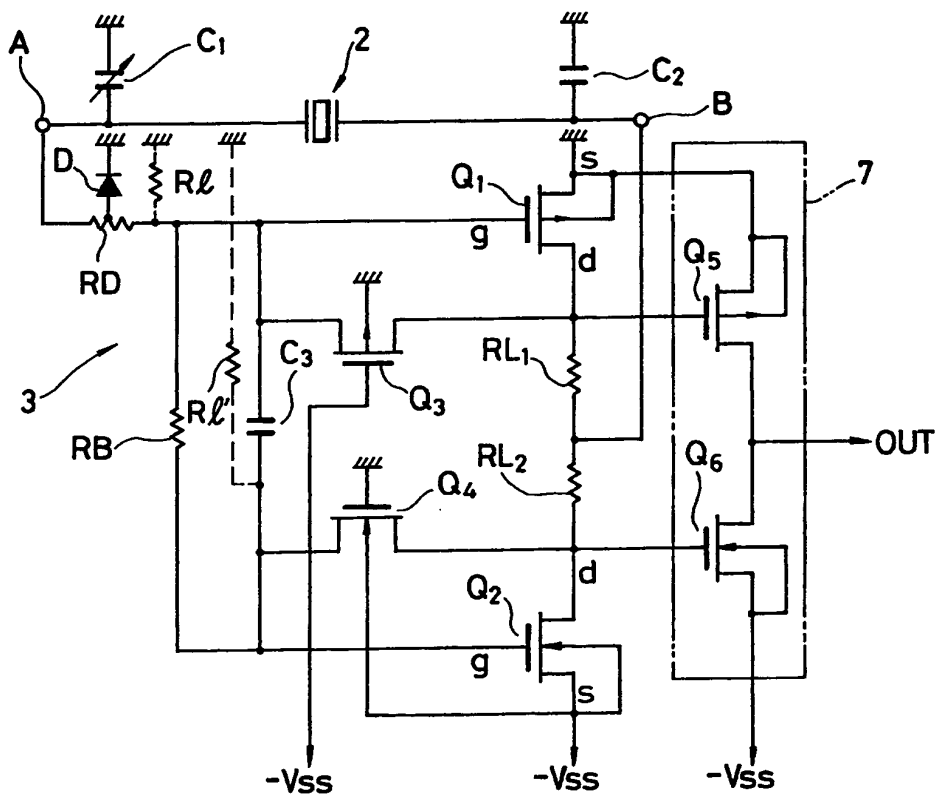 A
C1
2
C2
B
D
Rℓ
RD
Q1
s
g
d
7
Q5
3
C3
Q3
RL1
Rℓ'
RB
OUT
Q4
RL2
Q6
d
Q2
g
s
-Vss
-Vss
-Vss